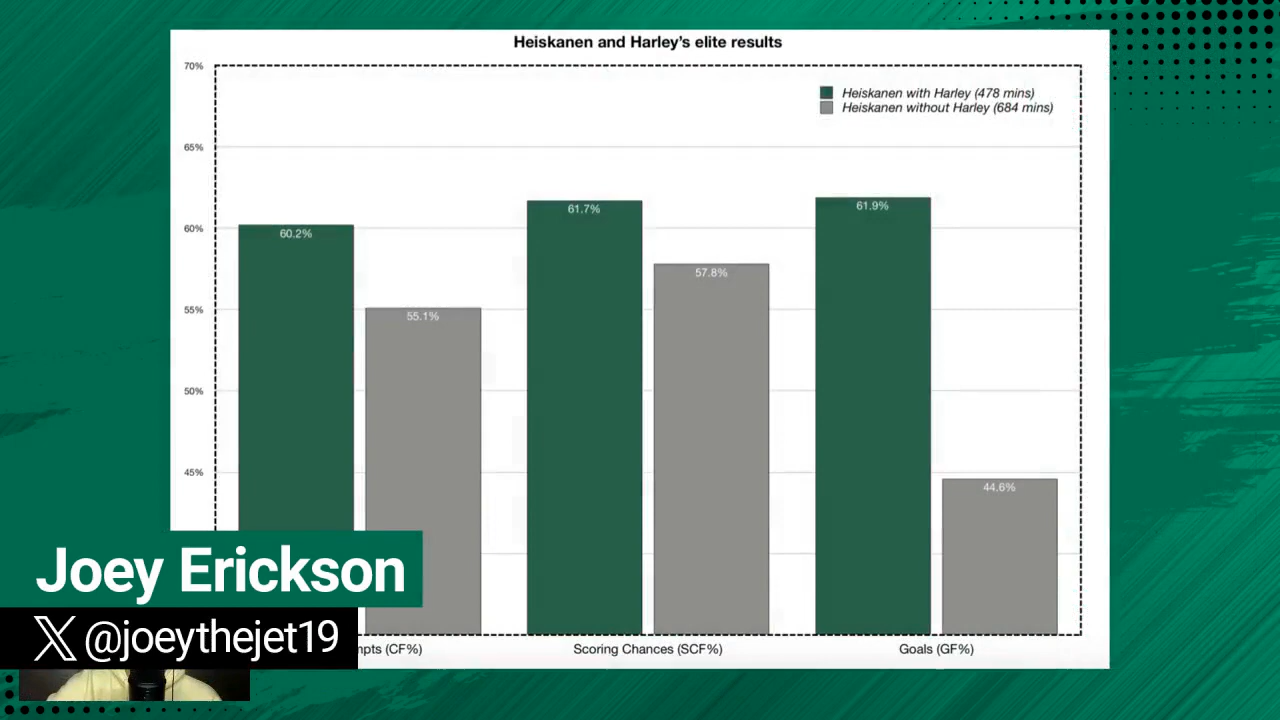 Heiskanen and Harley's elite results
70%
Heiskanen with Harley (478 mins)
Heiskanen without Harley (684 mins)
65%
61.7%
61.9%
60%
60.2%
57.8%
55%
55.1%
50%
45%
44.6%
Joey Erickson
X @joeythejet19
(CF%)
Scoring Chances (SCF%)
Goals (GF%)